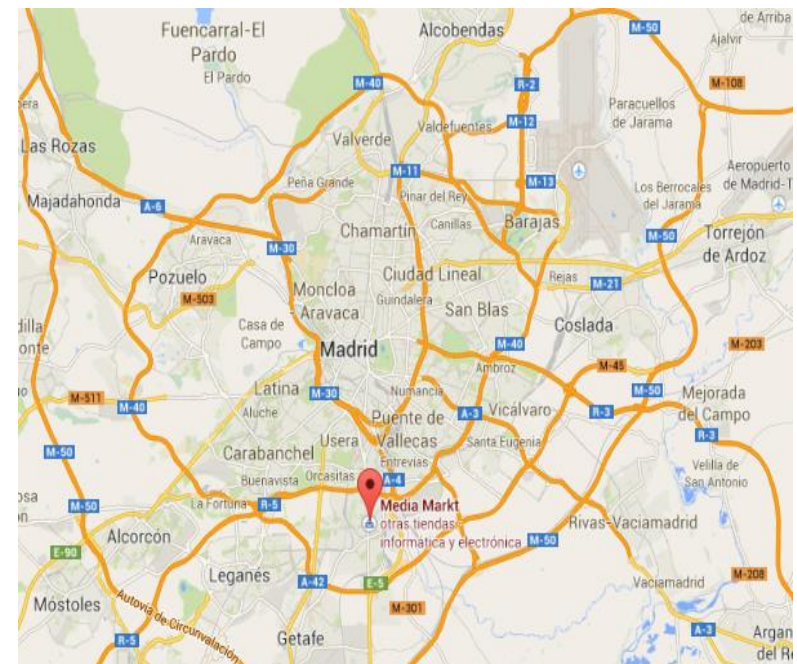 de Arriba
Fuencarral-El
Pardo
El Pardo
Alcobendas
M-50
Ajalvir
M-40
R-2
M-108
Paracuellos
de Jarama
Valverde
Valdefuentes
M-12
Las Rozas
M-11
Aeropuerto
de Madrid-T
Peña Grande
M-13
Los Berrocales
del Jarama
Majadahonda
A-6
Pinar del Rey
Chamartín
Canillas
Barajas
M-50
Torrejón
de Ardoz
Aravaca
M-30
Pozuelo
Ciudad Lineal
Rejas
M-21
M-503
Moncloa
Aravaca
Guindalera
San Blas
Casa de
Campo
Coslada
Madrid
M-40
M-203
Ambroz
M-45
Latina
M-30
Numancia
M-50
Mejorada
del Campo
M-511
M-40
Aluche
Puente de
Vallecas
A-3
Vicálvaro
R-3
R-3
Usera
Santa Eugenia
Carabanchel
M-50
Entrevias
Velilla de
San Antonio
Buenavista
Orcasitas
A-4
M-50
La Fortuna
R-5
Media Markt
otras tiendas
informatica y electrónica
Rivas-Vaciamadrid
Alcorcón
M-50
E-90
Leganés
A-42
E-5
M-208
Vaciamadrid
Móstoles
Autovía de Circunvalación
M-301
R-5
Getafe
A-3
Argan
del R